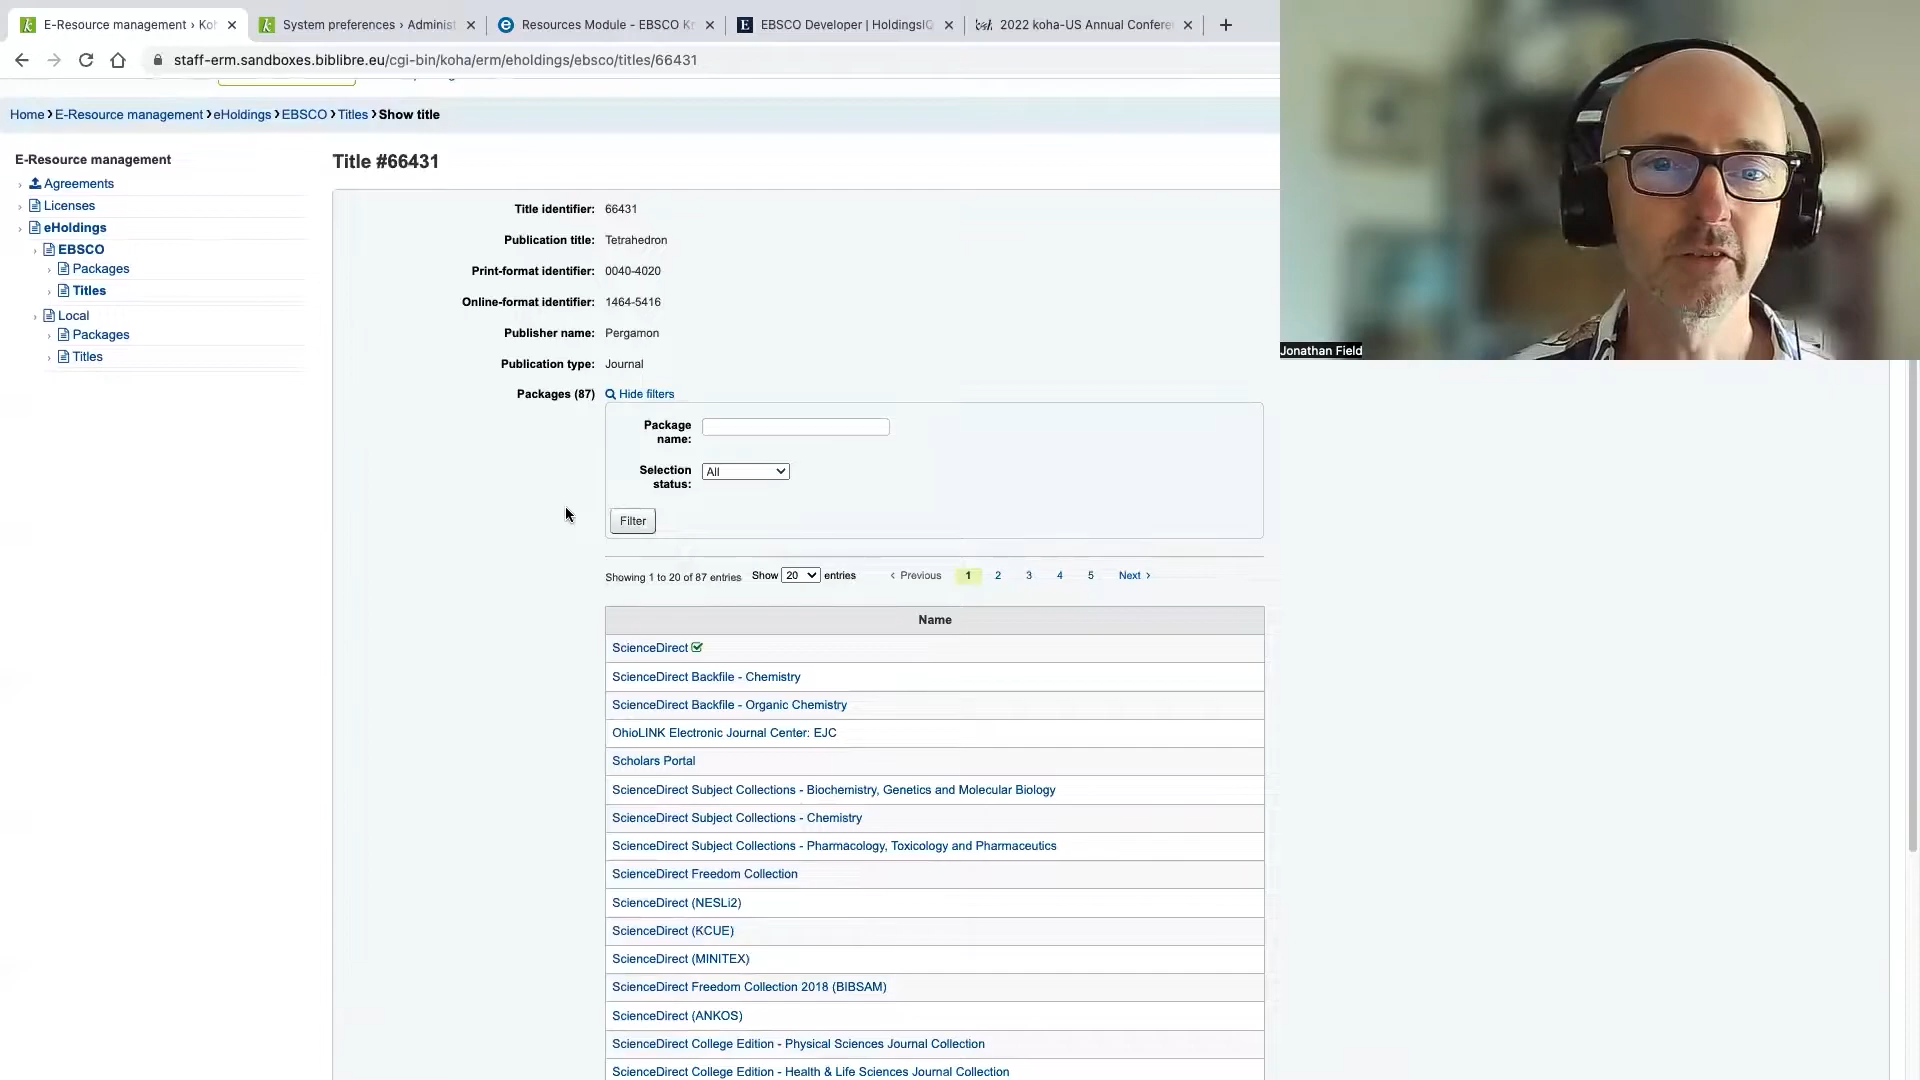 E-Resource management › Koh
System preferences › Administ
Resources Module - EBSCO Kn
EBSCO Developer | HoldingsIQ
2022 koha-US Annual Confere
staff-erm.sandboxes.biblibre.eu/cgi-bin/koha/erm/eholdings/ebsco/titles/66431
Home › E-Resource management › eHoldings › EBSCO › Titles › Show title
E-Resource management
Agreements
Licenses
eHoldings
EBSCO
Packages
Titles
Local
Packages
Titles
Title #66431
Title identifier: 66431
Publication title: Tetrahedron
Print-format identifier: 0040-4020
Online-format identifier: 1464-5416
Publisher name: Pergamon
Publication type: Journal
Packages (87) Hide filters
Package name:
Selection status: All
Filter
Showing 1 to 20 of 87 entries Show 20 entries ‹ Previous 1 2 3 4 5 Next ›
Name
ScienceDirect
ScienceDirect Backfile - Chemistry
ScienceDirect Backfile - Organic Chemistry
OhioLINK Electronic Journal Center: EJC
Scholars Portal
ScienceDirect Subject Collections - Biochemistry, Genetics and Molecular Biology
ScienceDirect Subject Collections - Chemistry
ScienceDirect Subject Collections - Pharmacology, Toxicology and Pharmaceutics
ScienceDirect Freedom Collection
ScienceDirect (NESLi2)
ScienceDirect (KCUE)
ScienceDirect (MINITEX)
ScienceDirect Freedom Collection 2018 (BIBSAM)
ScienceDirect (ANKOS)
ScienceDirect College Edition - Physical Sciences Journal Collection
ScienceDirect College Edition - Health & Life Sciences Journal Collection
Jonathan Field